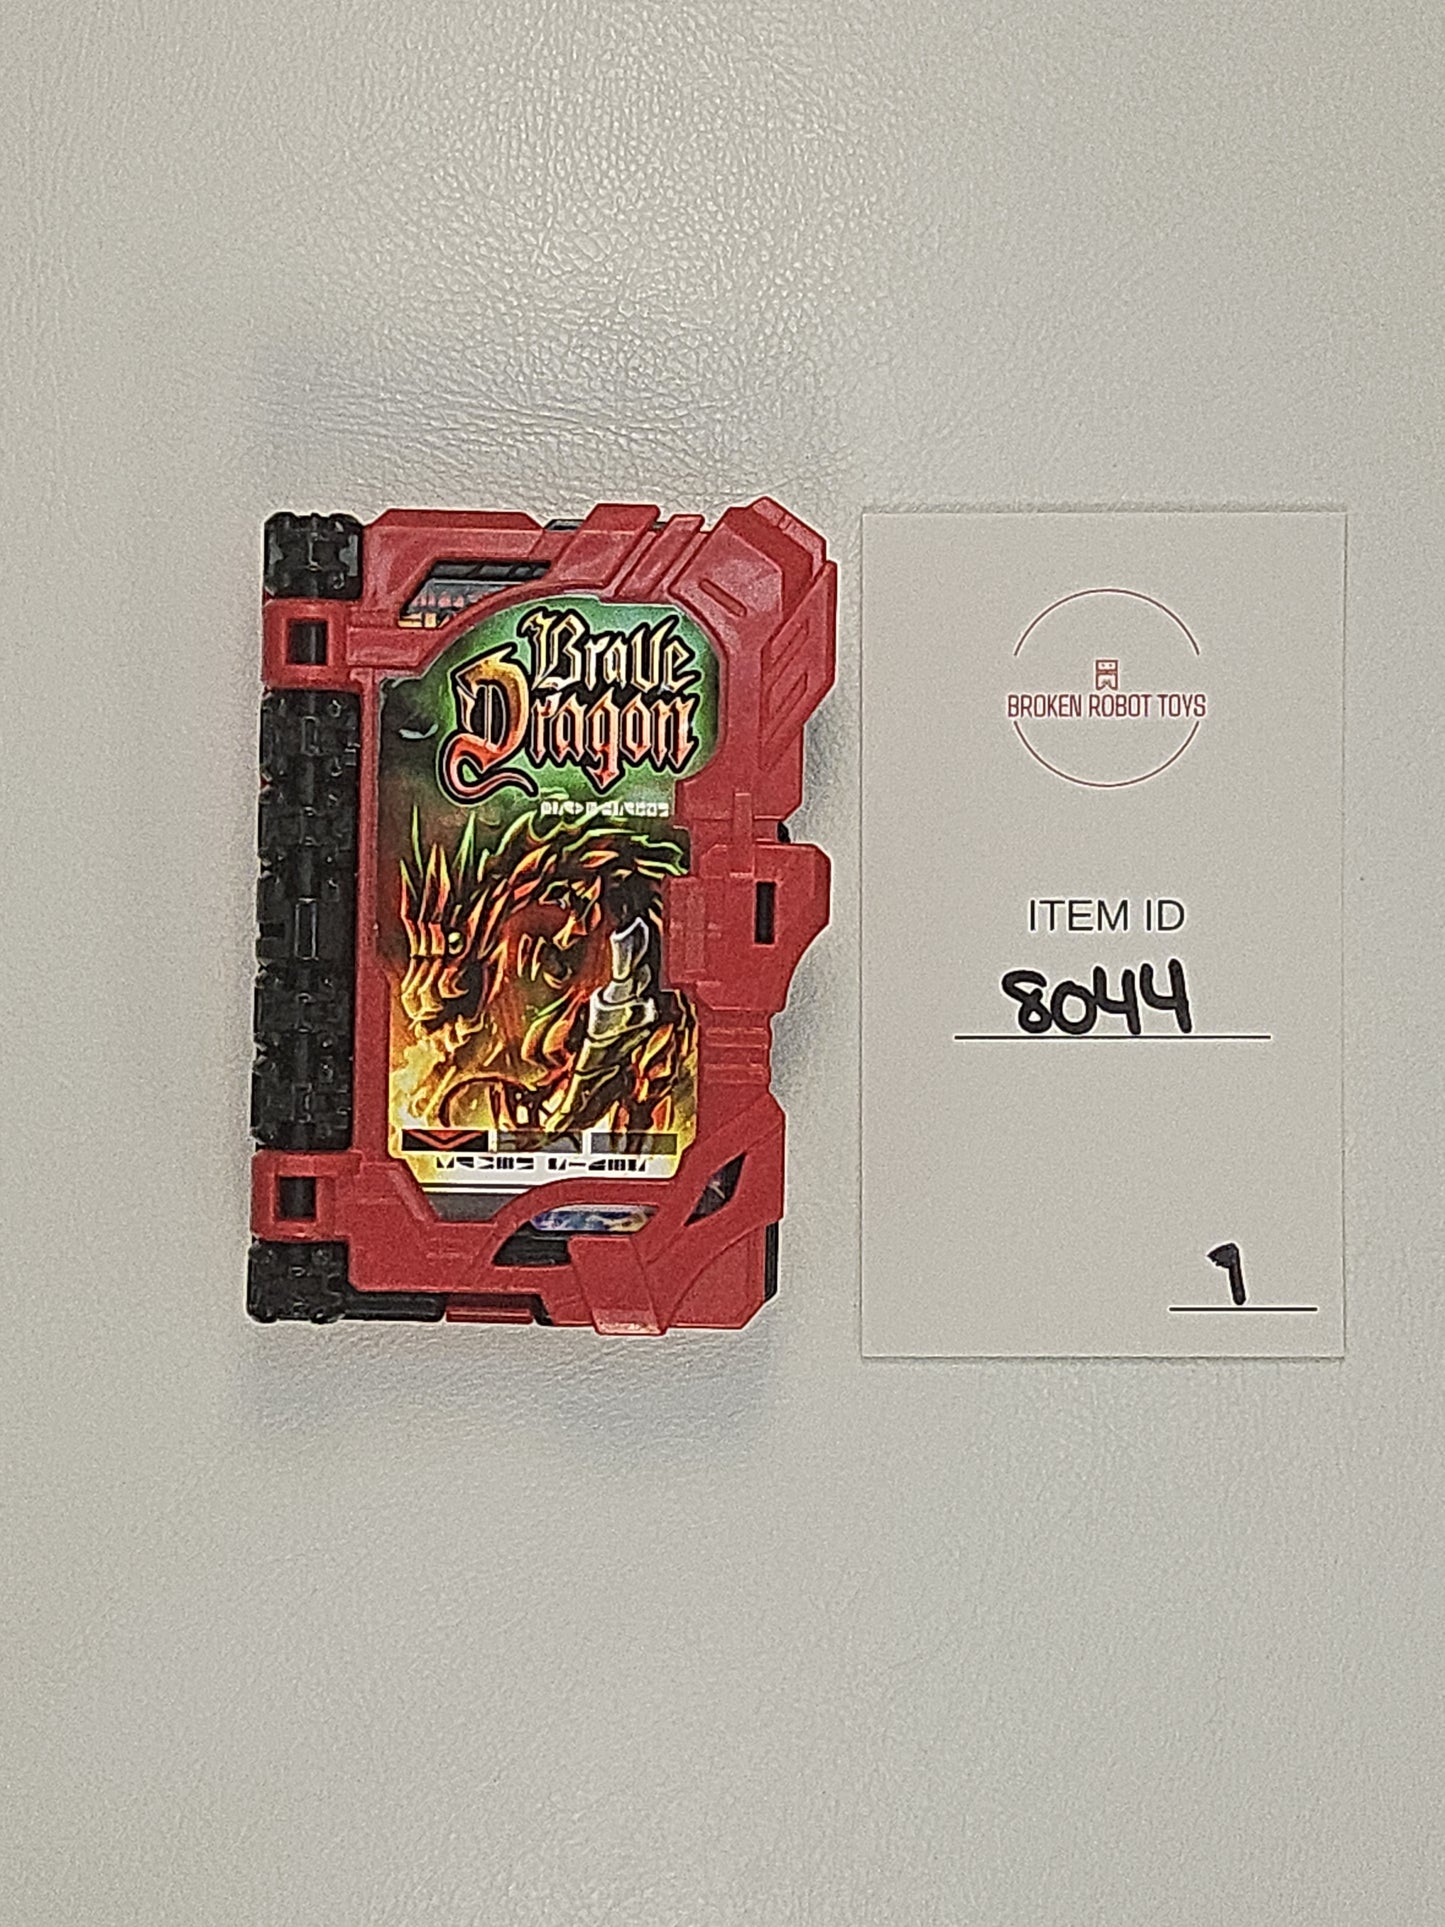 Brave
Dragon
BROKEN ROBOT TOYS
ITEM ID
8044
1